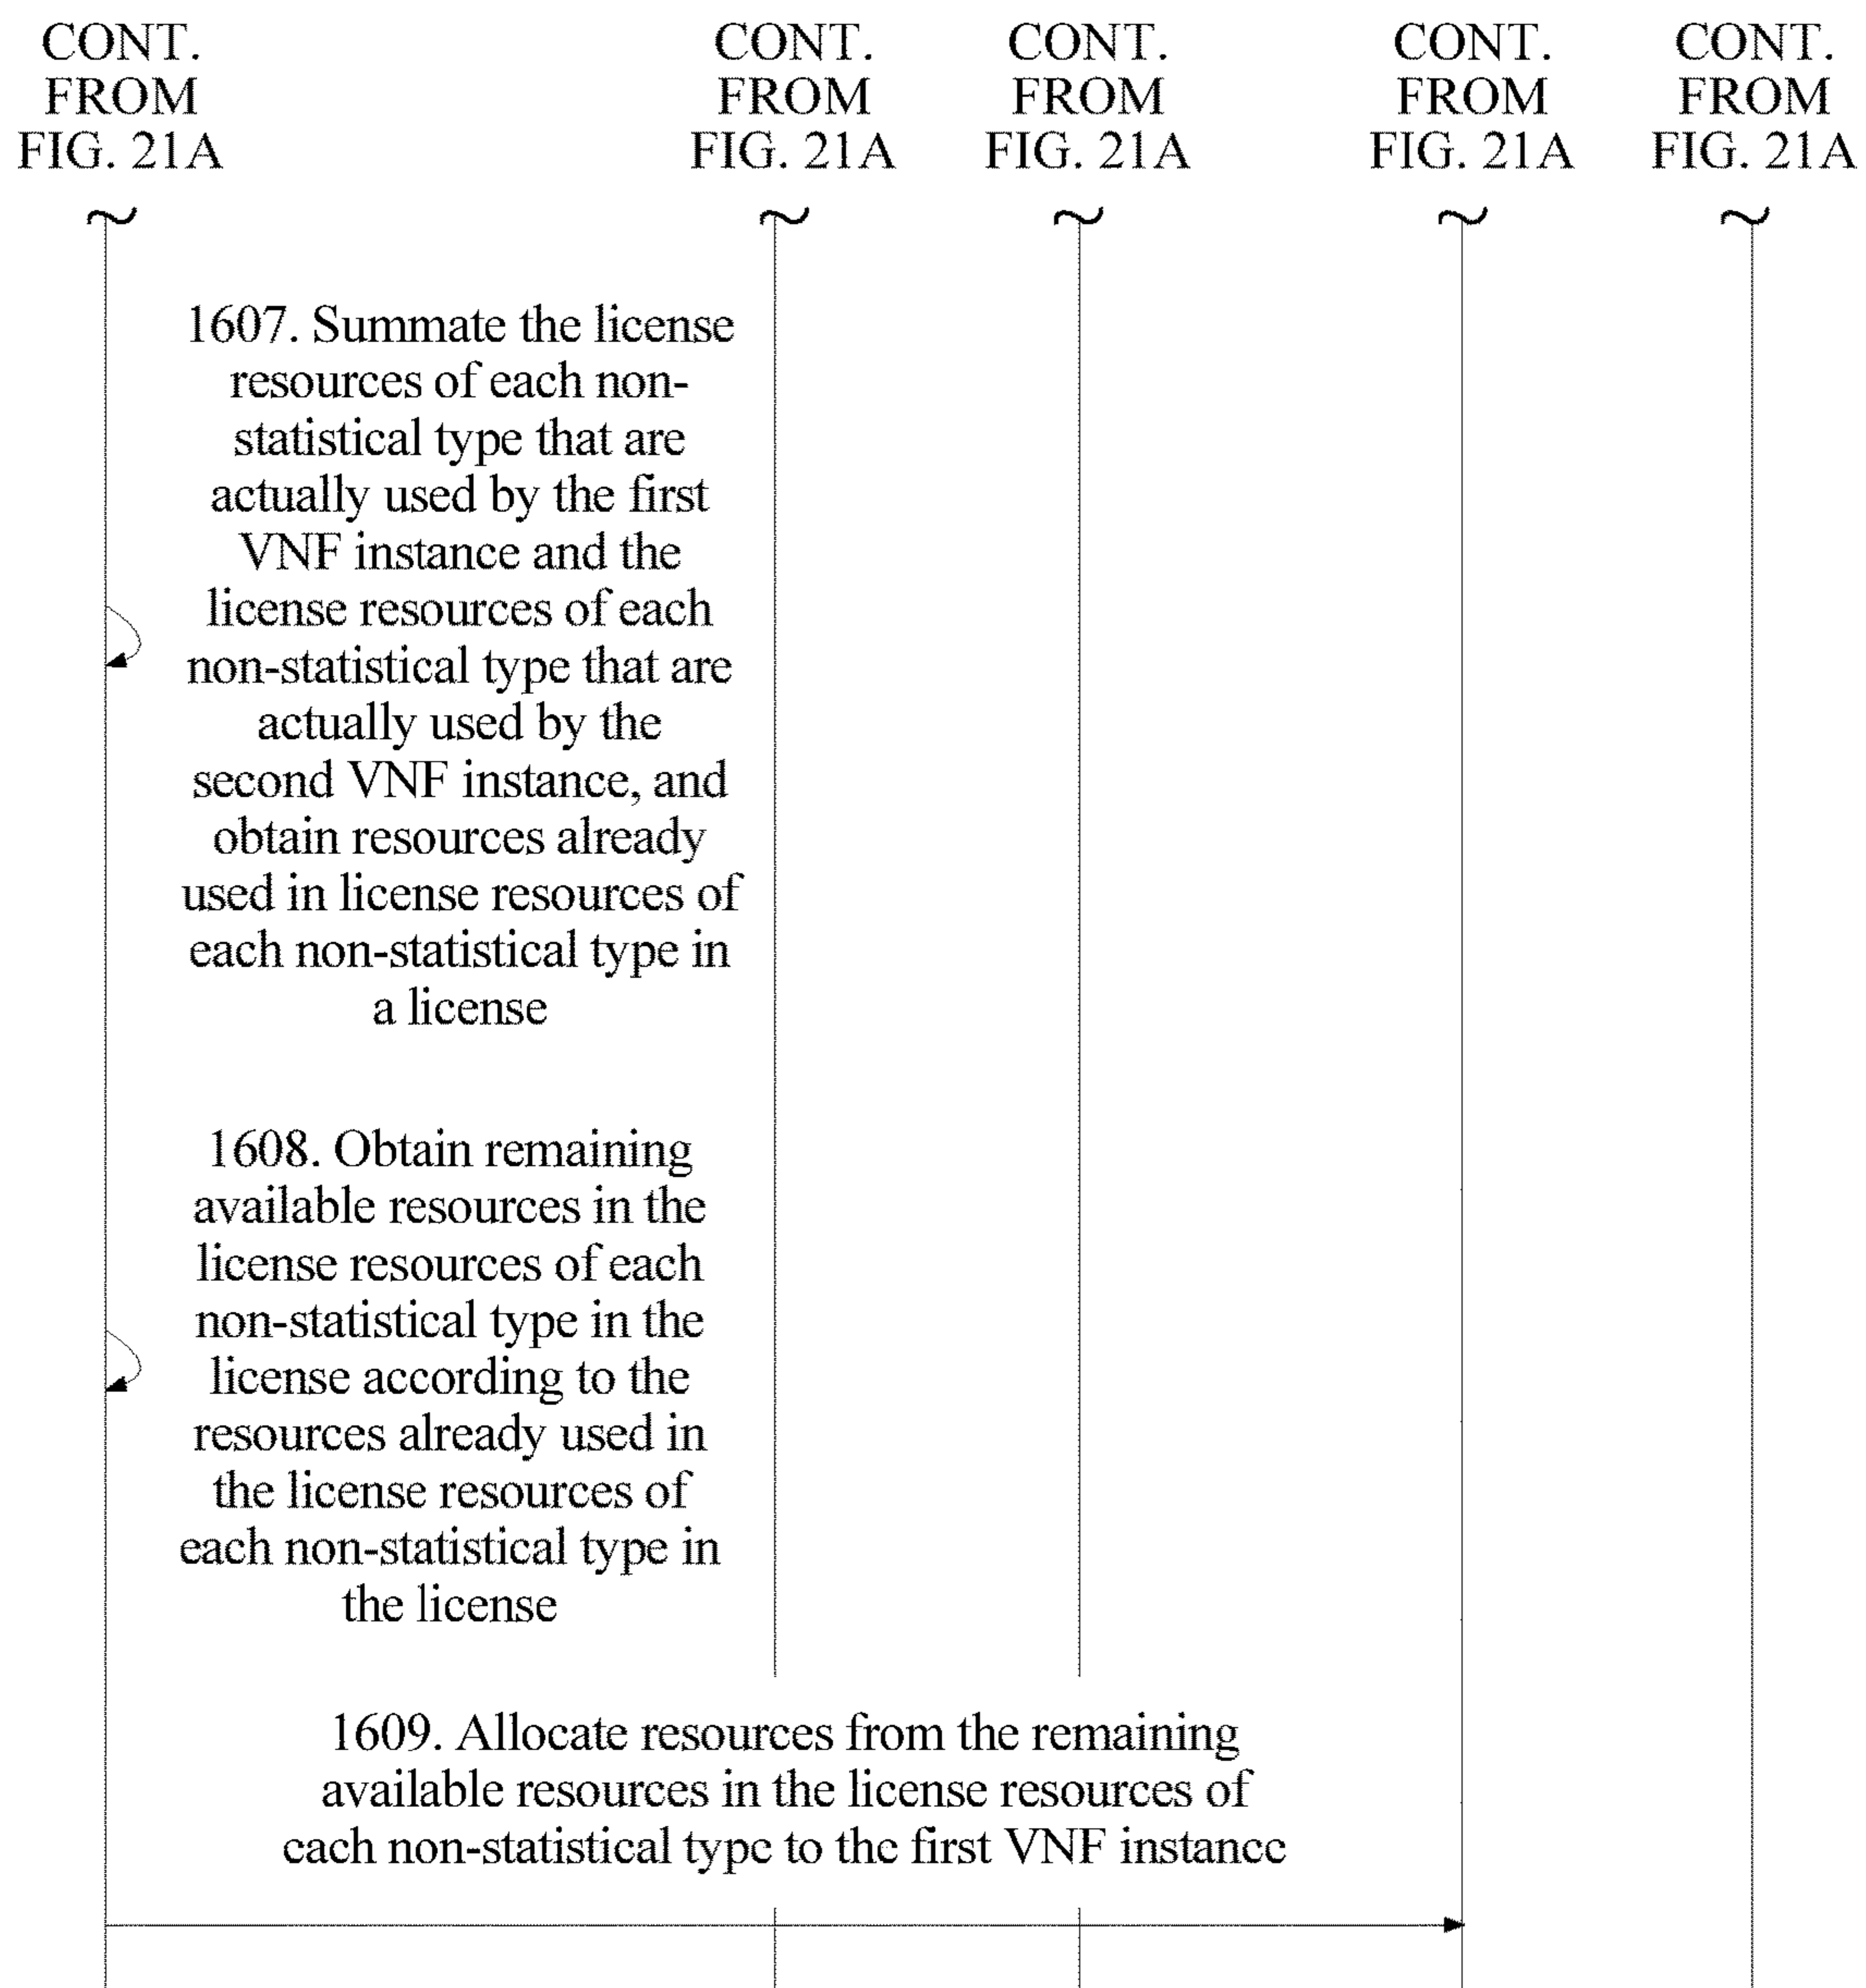 CONT. CONT. CONT. CONT. CONT.
FROM FROM FROM FROM FROM
FIG. 21A FIG. 21A FIG. 21A FIG. 21A FIG. 21A
1607. Summate the license
resources of each non-
statistical type that are
actually used by the first
VNF instance and the
license resources of each
non-statistical type that are
actually used by the
second VNF instance, and
obtain resources already
used in license resources of
each non-statistical type in
a license
1608. Obtain remaining
available resources in the
license resources of each
non-statistical type in the
license according to the
resources already used in
the license resources of
each non-statistical type in
the license
1609. Allocate resources from the remaining
available resources in the license resources of
each non-statistical type to the first VNF instance